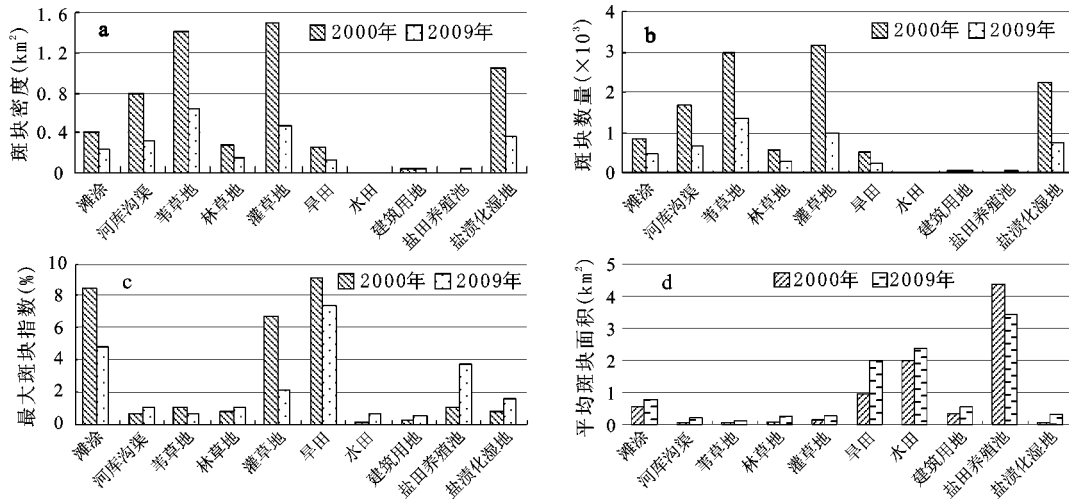 a
2000年 2009年
斑块密度(km²)
1.6
1.2
0.8
0.4
0
滩涂
河库沟渠
苇草地
林草地
灌草地
旱田
水田
建筑用地
盐田养殖池
盐渍化湿地
b
2000年 2009年
斑块数量(×10³)
4
3
2
1
0
滩涂
河库沟渠
苇草地
林草地
灌草地
旱田
水田
建筑用地
盐田养殖池
盐渍化湿地
c
2000年 2009年
最大斑块指数(%)
10
8
6
4
2
0
滩涂
河库沟渠
苇草地
林草地
灌草地
旱田
水田
建筑用地
盐田养殖池
盐渍化湿地
d
2000年 2009年
平均斑块面积(km²)
5
4
3
2
1
0
滩涂
河库沟渠
苇草地
林草地
灌草地
旱田
水田
建筑用地
盐田养殖池
盐渍化湿地